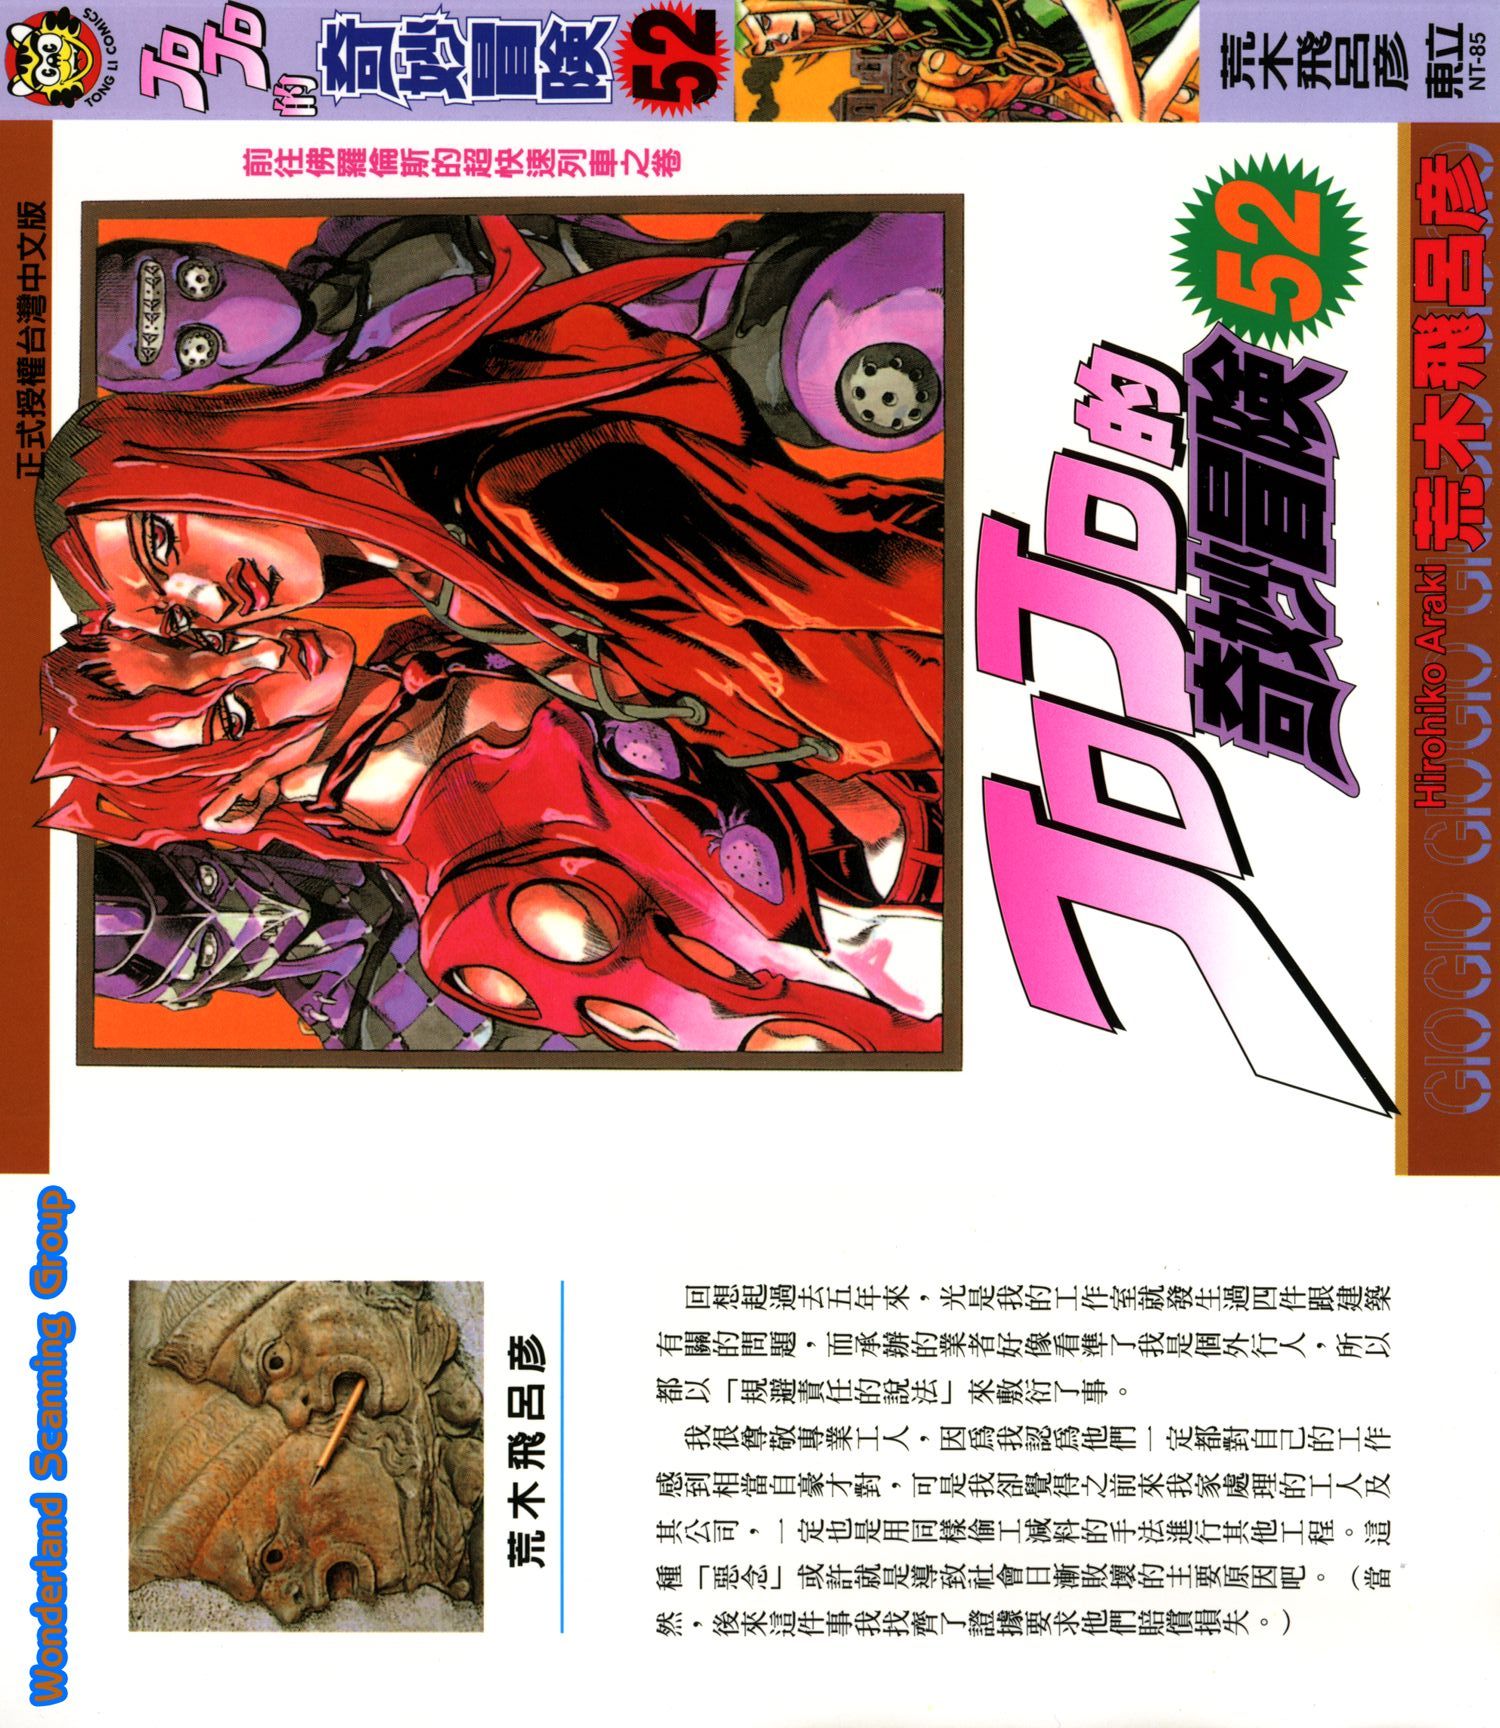 TONG LI COMICS
JOJO的奇妙冒険
52
荒木飛呂彦
東立
NT-85
正式授權台灣中文版
前往佛羅倫斯的超快速列車之卷
JOJO的
奇妙冒険
52
Hirohiko Araki 荒木飛呂彦
GIOGIO GIOGIO GIOGIO
Wonderland Scanning Group
荒木飛呂彦
回想起過去五年來，光是我的工作室就發生過四件跟建築
有關的問題，而承辦的業者好像看準了我是個外行人，所以
都以「規避責任的說法」來敷衍了事。
我很尊敬專業工人，因為我認為他們一定都對自己的工作
感到相當自豪才對，可是我卻覺得之前來我家處理的工人及
其公司，一定也是用同樣偷工減料的手法進行其他工程。這
種「惡念」或許就是導致社會日漸敗壞的主要原因吧。（當
然，後來這件事我找齊了證據要求他們賠償損失。）